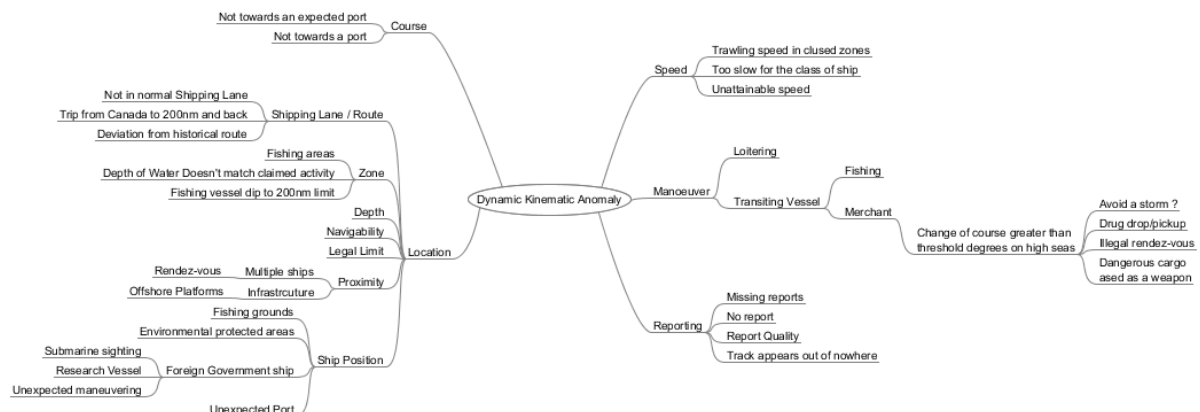 Not towards an expected port
Not towards a port
Course
Not in normal Shipping Lane
Trip from Canada to 200nm and back
Deviation from historical route
Shipping Lane / Route
Fishing areas
Depth of Water Doesn't match claimed activity
Fishing vessel dip to 200nm limit
Zone
Depth
Navigability
Legal Limit
Location
Rendez-vous
Multiple ships
Offshore Platforms
Infrastrcuture
Proximity
Fishing grounds
Environmental protected areas
Ship Position
Submarine sighting
Research Vessel
Unexpected maneuvering
Foreign Government ship
Unexpected Port
Dynamic Kinematic Anomaly
Speed
Trawling speed in clused zones
Too slow for the class of ship
Unattainable speed
Manoeuver
Loitering
Transiting Vessel
Fishing
Merchant
Change of course greater than
threshold degrees on high seas
Avoid a storm ?
Drug drop/pickup
Illegal rendez-vous
Dangerous cargo
ased as a weapon
Reporting
Missing reports
No report
Report Quality
Track appears out of nowhere